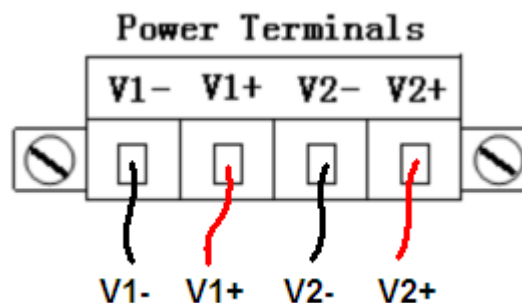 Power Terminals
V1- V1+ V2- V2+
V1- V1+ V2- V2+